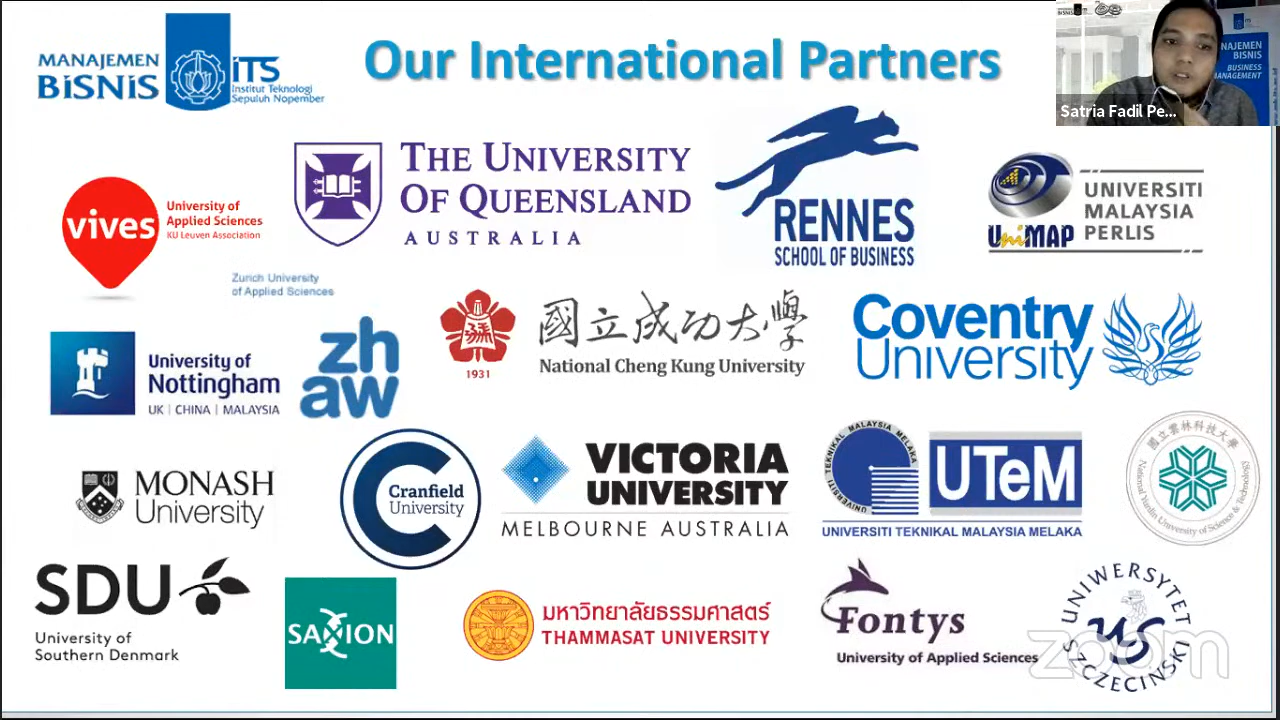 MANAJEMEN
BiSNiS
iTS
Institut Teknologi
Sepuluh Nopember
Our International Partners
NAJEMEN
BISNIS
BUSINESS
MANAGEMENT
Satria Fadil Pe...
vives
University of
Applied Sciences
KU Leuven Association
THE UNIVERSITY
OF QUEENSLAND
AUSTRALIA
RENNES
SCHOOL OF BUSINESS
UniMAP
UNIVERSITI
MALAYSIA
PERLIS
Zurich University
of Applied Sciences
zh
aw
University of
Nottingham
UK | CHINA | MALAYSIA
1931
國立成功大學
National Cheng Kung University
Coventry
University
MONASH
University
Cranfield
University
VICTORIA
UNIVERSITY
MELBOURNE AUSTRALIA
UNIVERSITI TEKNIKAL MALAYSIA MELAKA
UTeM
UNIVERSITI TEKNIKAL MALAYSIA MELAKA
國立雲林科技大學
National Yunlin University of Science & Technology
SDU
University of
Southern Denmark
SAXION
มหาวิทยาลัยธรรมศาสตร์
THAMMASAT UNIVERSITY
Fontys
University of Applied Sciences
UNIWERSYTET
US
SZCZECIŃSKI
zoom